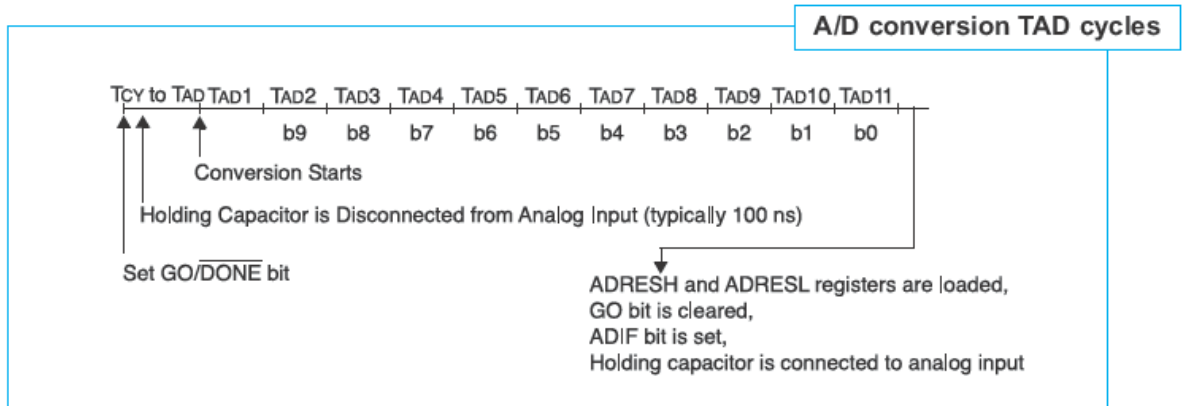 A/D conversion TAD cycles
TCY to TAD TAD1 TAD2 TAD3 TAD4 TAD5 TAD6 TAD7 TAD8 TAD9 TAD10 TAD11
b9 b8 b7 b6 b5 b4 b3 b2 b1 b0
Conversion Starts
Holding Capacitor is Disconnected from Analog Input (typically 100 ns)
Set GO/DONE bit
ADRESH and ADRESL registers are loaded,
GO bit is cleared,
ADIF bit is set,
Holding capacitor is connected to analog input